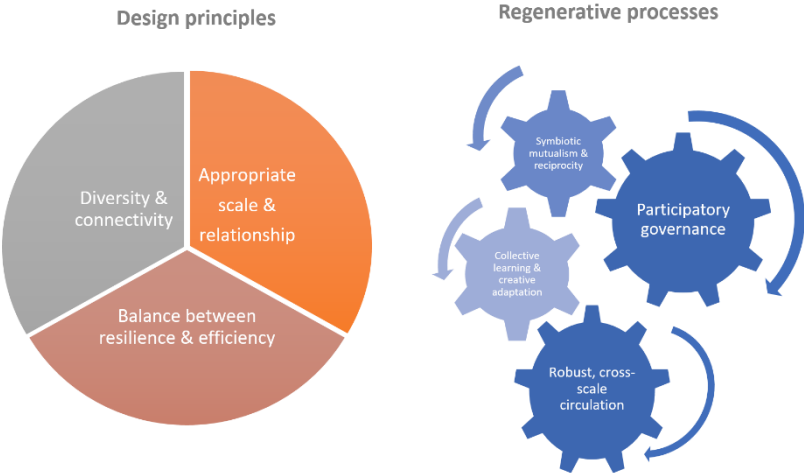 Design principles
Regenerative processes
Diversity &
connectivity
Appropriate
scale &
relationship
Balance between
resilience & efficiency
Symbiotic
mutualism &
reciprocity
Participatory
governance
Collective
learning &
creative
adaptation
Robust, cross-
scale
circulation